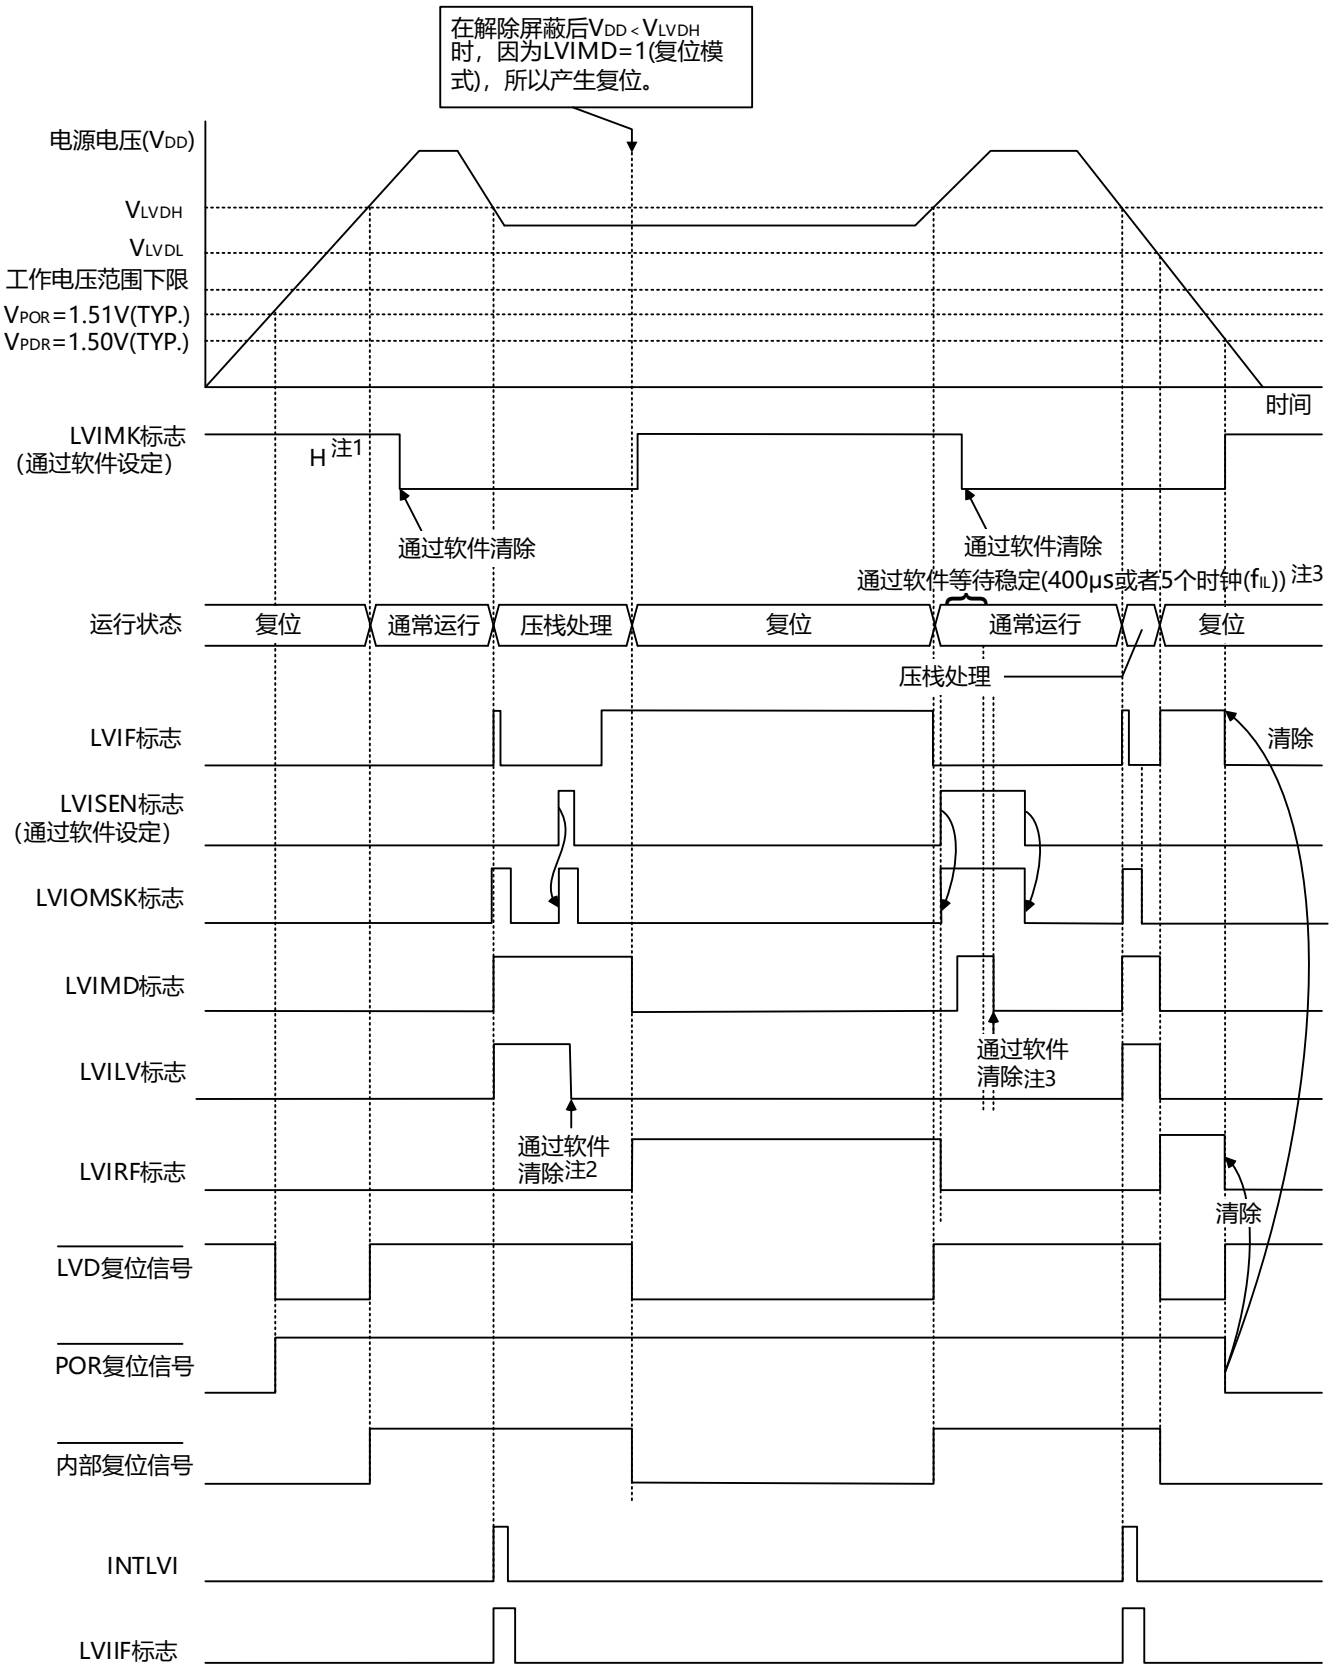 在解除屏蔽后VDD<VLVDH
时，因为LVIMD=1(复位模
式)，所以产生复位。
电源电压(VDD)
VLVDH
VLVDL
工作电压范围下限
VPOR=1.51V(TYP.)
VPDR=1.50V(TYP.)
时间
LVIMK标志
(通过软件设定)
H 注1
通过软件清除
通过软件清除
通过软件等待稳定(400μs或者5个时钟(fIL)) 注3
运行状态
复位
通常运行
压栈处理
复位
通常运行
复位
压栈处理
LVIF标志
清除
LVISEN标志
(通过软件设定)
LVIOMSK标志
LVIMD标志
通过软件
清除注3
LVILV标志
通过软件
清除注2
LVIRF标志
清除
LVD复位信号
POR复位信号
内部复位信号
INTLVI
LVIIF标志